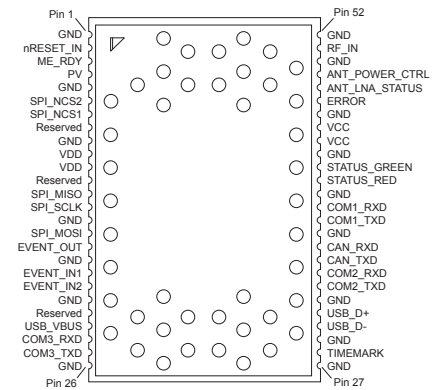 Pin 1
Pin 52
GND
nRESET_IN
ME_RDY
PV
GND
SPI_NCS2
SPI_NCS1
Reserved
GND
VDD
VDD
Reserved
SPI_MISO
SPI_SCLK
GND
SPI_MOSI
EVENT_OUT
GND
EVENT_IN1
EVENT_IN2
GND
Reserved
USB_VBUS
COM3_RXD
COM3_TXD
GND
Pin 26
GND
RF_IN
GND
ANT_POWER_CTRL
ANT_LNA_STATUS
ERROR
GND
VCC
VCC
GND
STATUS_GREEN
STATUS_RED
GND
COM1_RXD
COM1_TXD
GND
CAN_RXD
CAN_TXD
COM2_RXD
COM2_TXD
GND
USB_D+
USB_D-
GND
TIMEMARK
GND
Pin 27